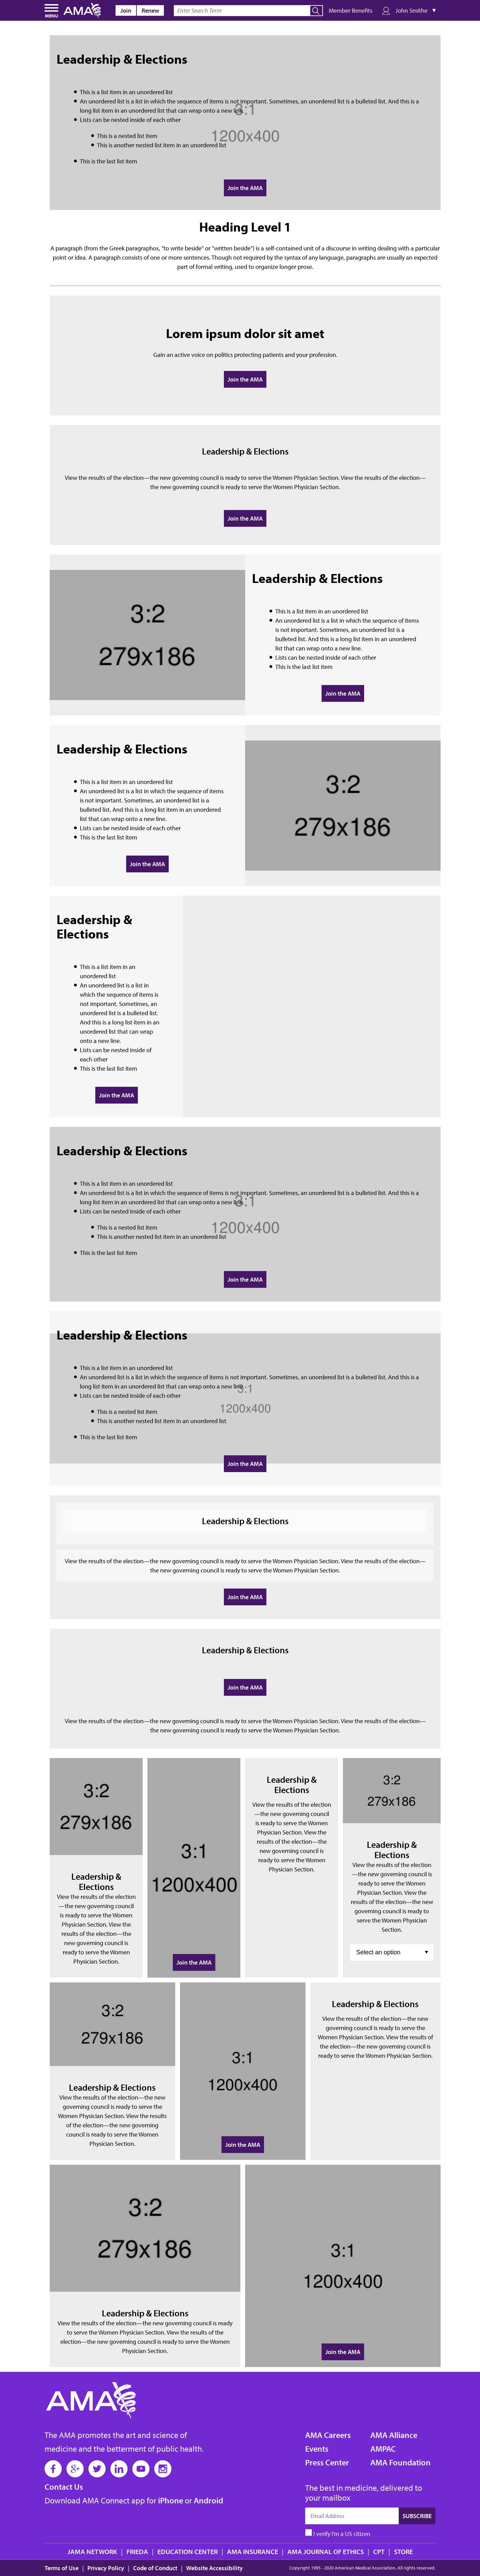 MENU
AMA
Join
Renew
Enter Search Term
Member Benefits
John Smithe
Leadership & Elections
This is a list item in an unordered list
An unordered list is a list in which the sequence of items is not important. Sometimes, an unordered list is a bulleted list. And this is a
long list item in an unordered list that can wrap onto a new line.
Lists can be nested inside of each other
This is a nested list item
This is another nested list item in an unordered list
This is the last list item
3:1
1200x400
Join the AMA
Heading Level 1
A paragraph (from the Greek paragraphos, "to write beside" or "written beside") is a self-contained unit of a discourse in writing dealing with a particular
point or idea. A paragraph consists of one or more sentences. Though not required by the syntax of any language, paragraphs are usually an expected
part of formal writing, used to organize longer prose.
Lorem ipsum dolor sit amet
Gain an active voice on politics protecting patients and your profession.
Join the AMA
Leadership & Elections
View the results of the election—the new governing council is ready to serve the Women Physician Section. View the results of the election—
the new governing council is ready to serve the Women Physician Section.
Join the AMA
3:2
279x186
Leadership & Elections
This is a list item in an unordered list
An unordered list is a list in which the sequence of items
is not important. Sometimes, an unordered list is a
bulleted list. And this is a long list item in an unordered
list that can wrap onto a new line.
Lists can be nested inside of each other
This is the last list item
Join the AMA
Leadership & Elections
This is a list item in an unordered list
An unordered list is a list in which the sequence of items
is not important. Sometimes, an unordered list is a
bulleted list. And this is a long list item in an unordered
list that can wrap onto a new line.
Lists can be nested inside of each other
This is the last list item
Join the AMA
3:2
279x186
Leadership &
Elections
This is a list item in an
unordered list
An unordered list is a list in
which the sequence of items is
not important. Sometimes, an
unordered list is a bulleted list.
And this is a long list item in an
unordered list that can wrap
onto a new line.
Lists can be nested inside of
each other
This is the last list item
Join the AMA
Leadership & Elections
This is a list item in an unordered list
An unordered list is a list in which the sequence of items is not important. Sometimes, an unordered list is a bulleted list. And this is a
long list item in an unordered list that can wrap onto a new line.
Lists can be nested inside of each other
This is a nested list item
This is another nested list item in an unordered list
This is the last list item
3:1
1200x400
Join the AMA
Leadership & Elections
This is a list item in an unordered list
An unordered list is a list in which the sequence of items is not important. Sometimes, an unordered list is a bulleted list. And this is a
long list item in an unordered list that can wrap onto a new line.
Lists can be nested inside of each other
This is a nested list item
This is another nested list item in an unordered list
This is the last list item
3:1
1200x400
Join the AMA
Leadership & Elections
View the results of the election—the new governing council is ready to serve the Women Physician Section. View the results of the election—
the new governing council is ready to serve the Women Physician Section.
Join the AMA
Leadership & Elections
Join the AMA
View the results of the election—the new governing council is ready to serve the Women Physician Section. View the results of the election—
the new governing council is ready to serve the Women Physician Section.
3:2
279x186
Leadership &
Elections
View the results of the election
—the new governing council
is ready to serve the Women
Physician Section. View the
results of the election—the
new governing council is
ready to serve the Women
Physician Section.
3:1
1200x400
Join the AMA
Leadership &
Elections
View the results of the election
—the new governing council
is ready to serve the Women
Physician Section. View the
results of the election—the
new governing council is
ready to serve the Women
Physician Section.
3:2
279x186
Leadership &
Elections
View the results of the election
—the new governing council is
ready to serve the Women
Physician Section. View the
results of the election—the new
governing council is ready to
serve the Women Physician
Section.
Select an option
3:2
279x186
Leadership & Elections
View the results of the election—the new
governing council is ready to serve the
Women Physician Section. View the results
of the election—the new governing
council is ready to serve the Women
Physician Section.
3:1
1200x400
Join the AMA
Leadership & Elections
View the results of the election—the new
governing council is ready to serve the
Women Physician Section. View the results of
the election—the new governing council is
ready to serve the Women Physician Section.
3:2
279x186
Leadership & Elections
View the results of the election—the new governing council is ready
to serve the Women Physician Section. View the results of the
election—the new governing council is ready to serve the Women
Physician Section.
3:1
1200x400
Join the AMA
AMA
The AMA promotes the art and science of
medicine and the betterment of public health.
Contact Us
Download AMA Connect app for iPhone or Android
AMA Careers
AMA Alliance
Events
AMPAC
Press Center
AMA Foundation
The best in medicine, delivered to
your mailbox
Email Address
SUBSCRIBE
I verify I'm a US citizen
JAMA NETWORK | FRIEDA | EDUCATION CENTER | AMA INSURANCE | AMA JOURNAL OF ETHICS | CPT | STORE
Terms of Use | Privacy Policy | Code of Conduct | Website Accessibility
Copyright 1995 - 2020 American Medical Association. All rights reserved.